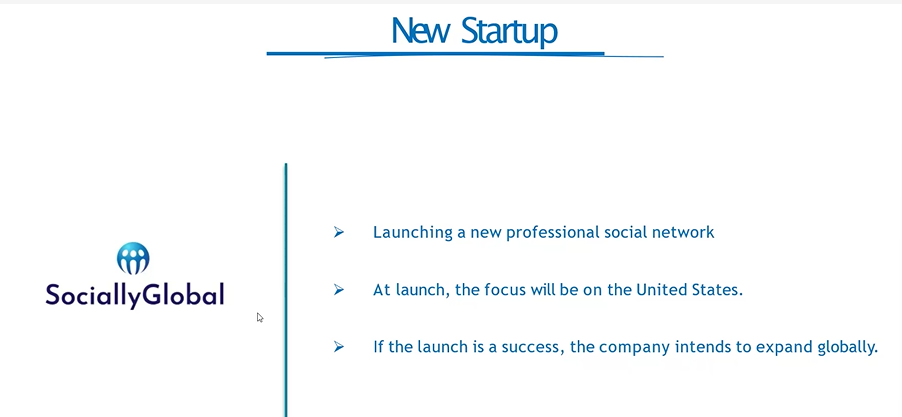 New Startup
SociallyGlobal
Launching a new professional social network
At launch, the focus will be on the United States.
If the launch is a success, the company intends to expand globally.